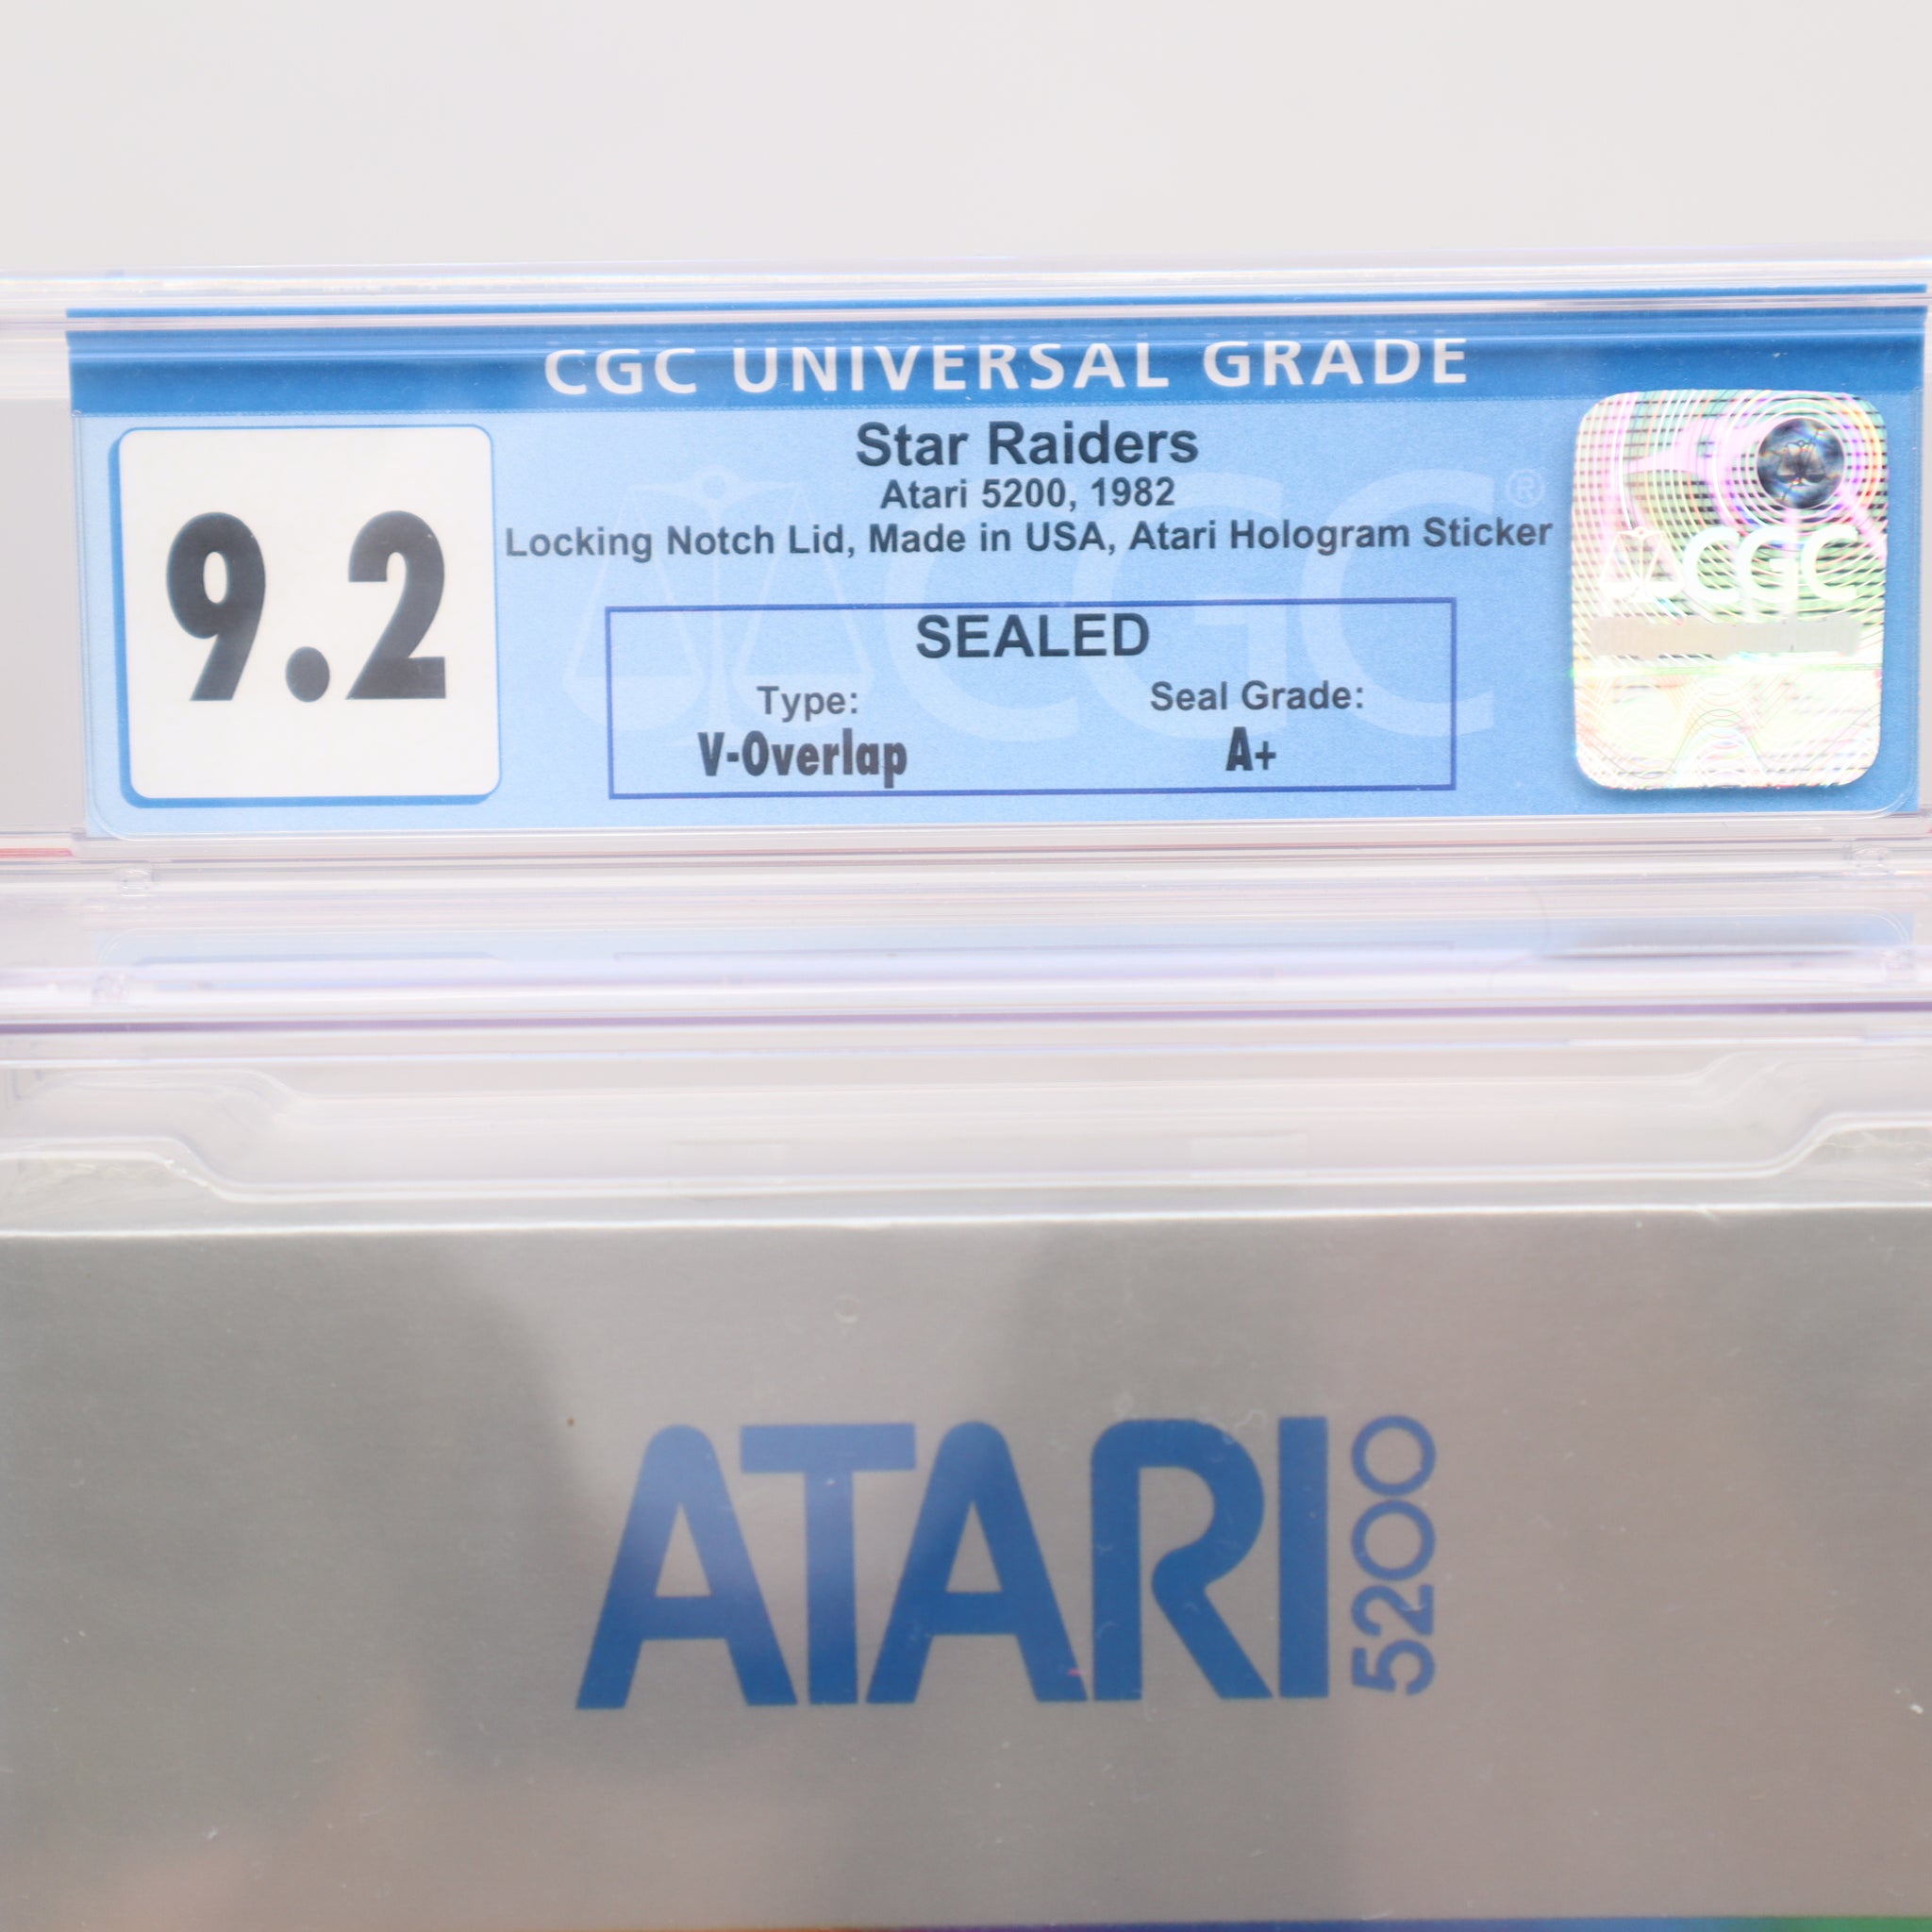 CGC UNIVERSAL GRADE
9.2
Star Raiders
Atari 5200, 1982
Locking Notch Lid, Made in USA, Atari Hologram Sticker
SEALED
Type:
V-Overlap
Seal Grade:
A+
CGC
CGC®
ATARI 5200